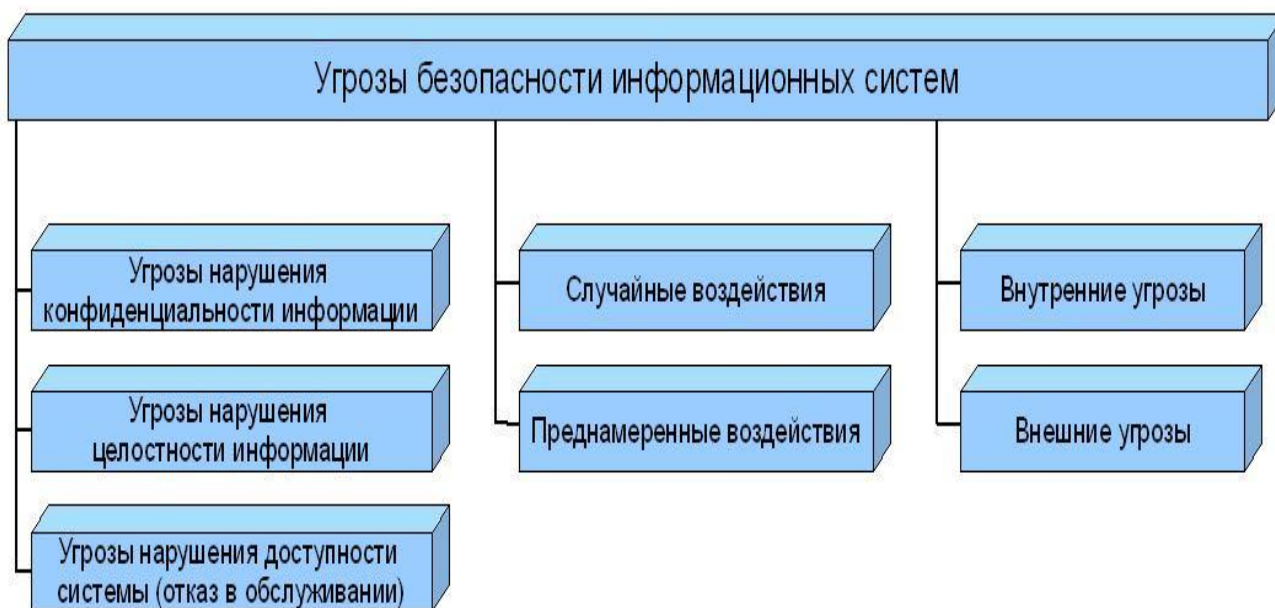 Угрозы безопасности информационных систем
Угрозы нарушения
конфиденциальности информации
Угрозы нарушения
целостности информации
Угрозы нарушения доступности
системы (отказ в обслуживании)
Случайные воздействия
Преднамеренные воздействия
Внутренние угрозы
Внешние угрозы